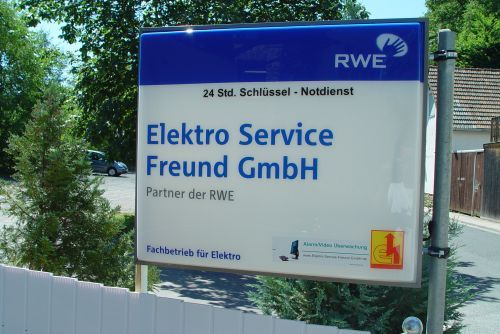 RWE
24 Std. Schlüssel - Notdienst
Elektro Service
Freund GmbH
Partner der RWE
Alarm/Video Überwachung
Fachbetrieb für Elektro